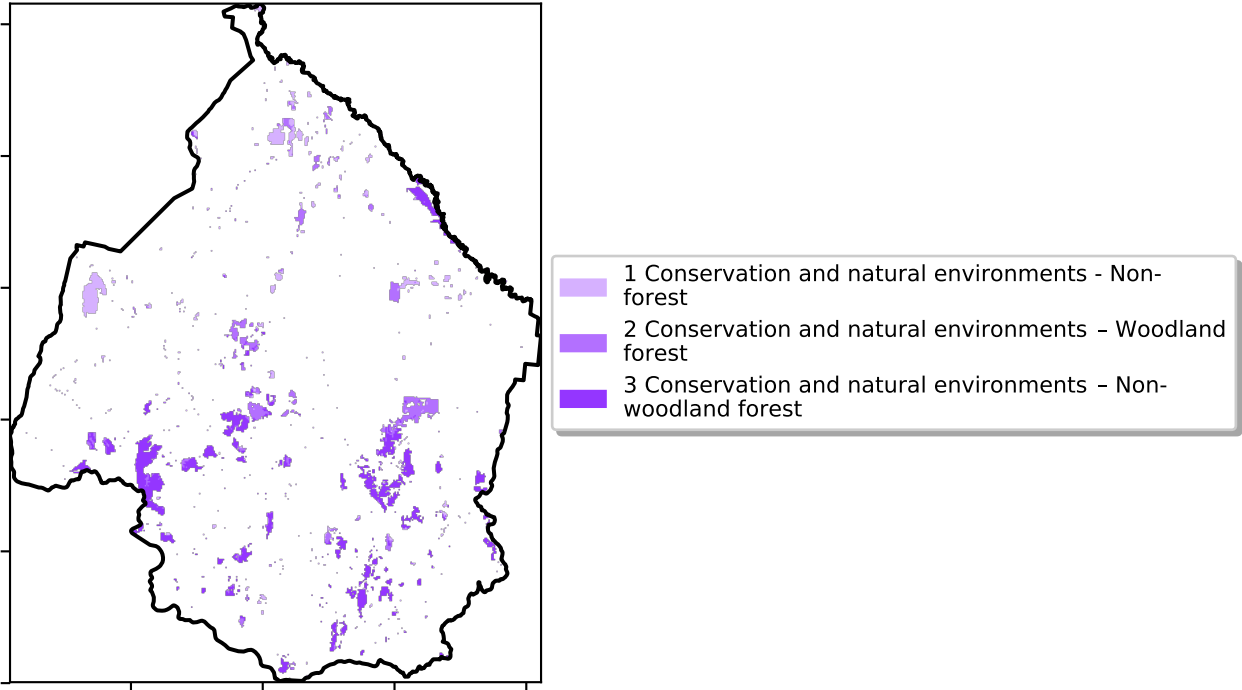 1 Conservation and natural environments - Non-
forest
2 Conservation and natural environments – Woodland
forest
3 Conservation and natural environments – Non-
woodland forest